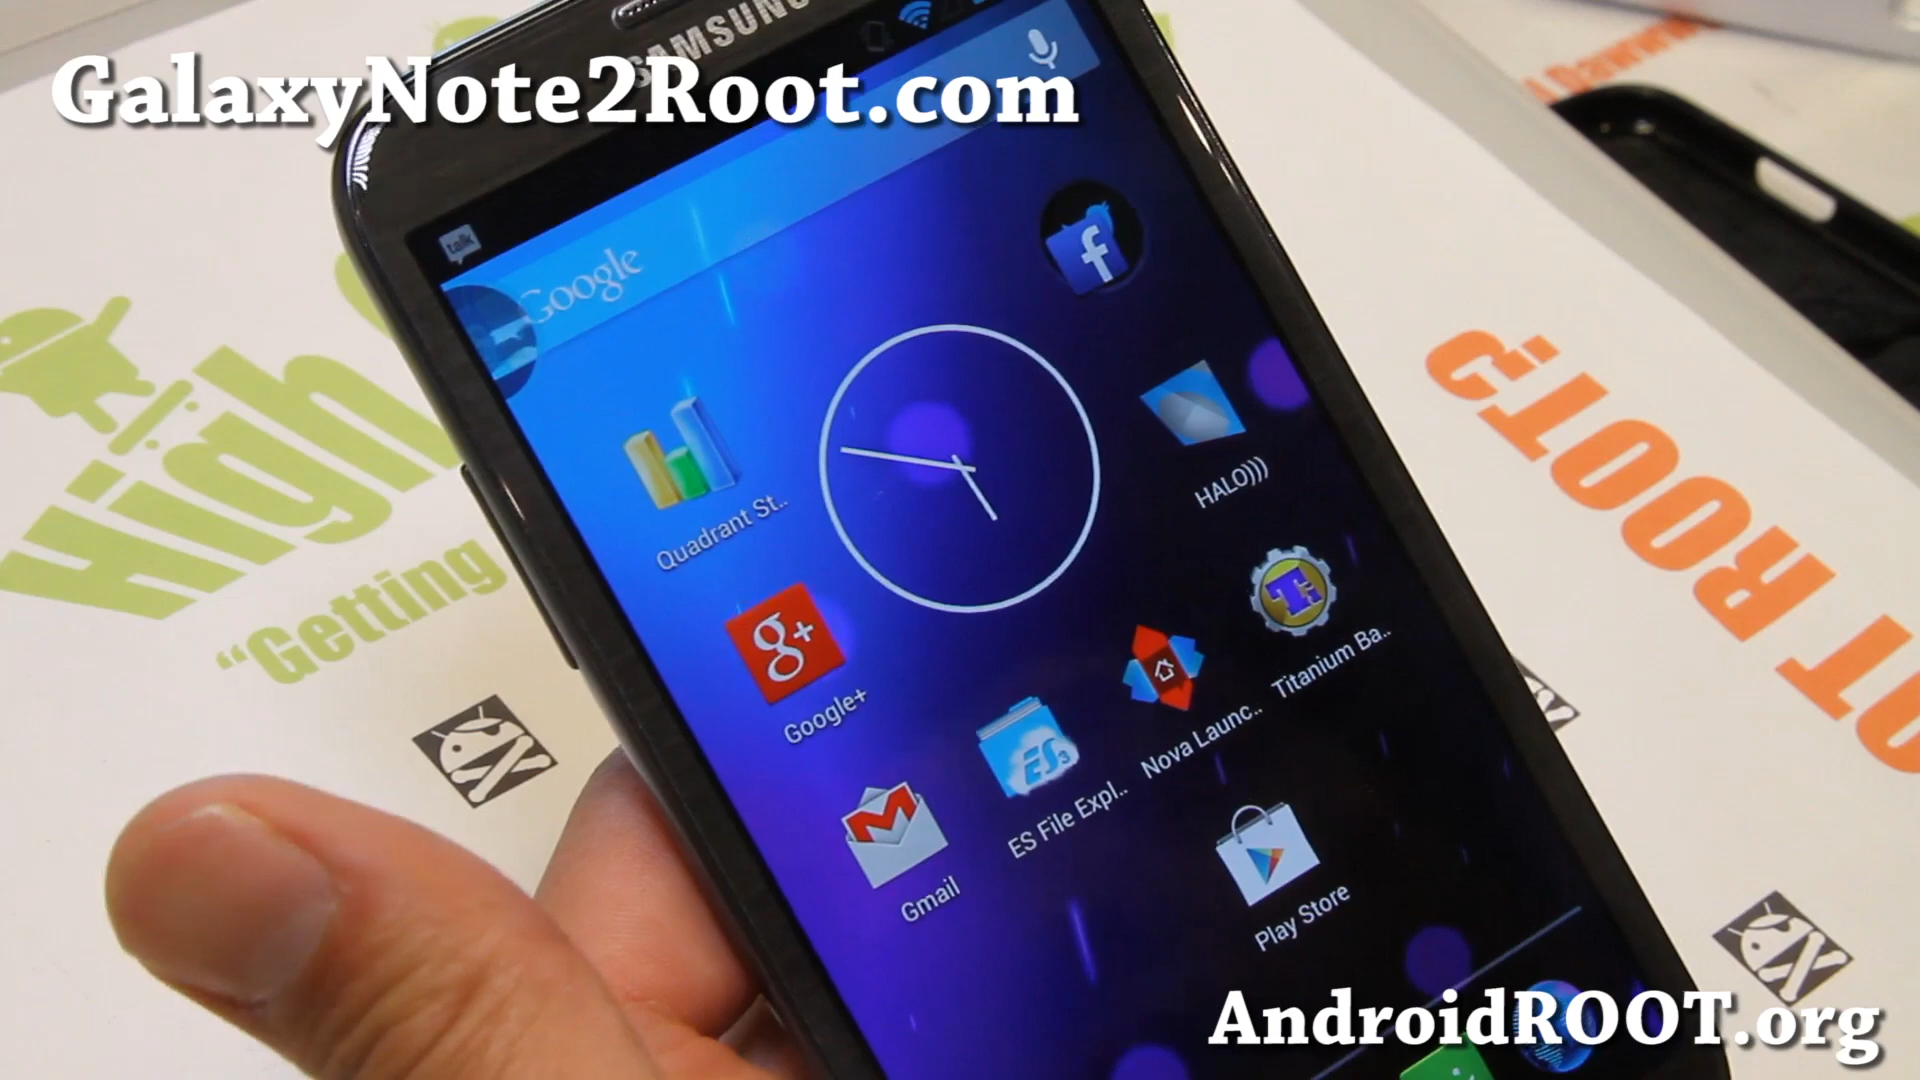 GalaxyNote2Root.com
SAMSUNG
talk
Google
f
Quadrant St..
HALO)))
g+
Google+
Titanium Ba..
Nova Launc..
ES3
ES File Expl..
Gmail
Play Store
High
"Getting
ROOT?
AndroidROOT.org